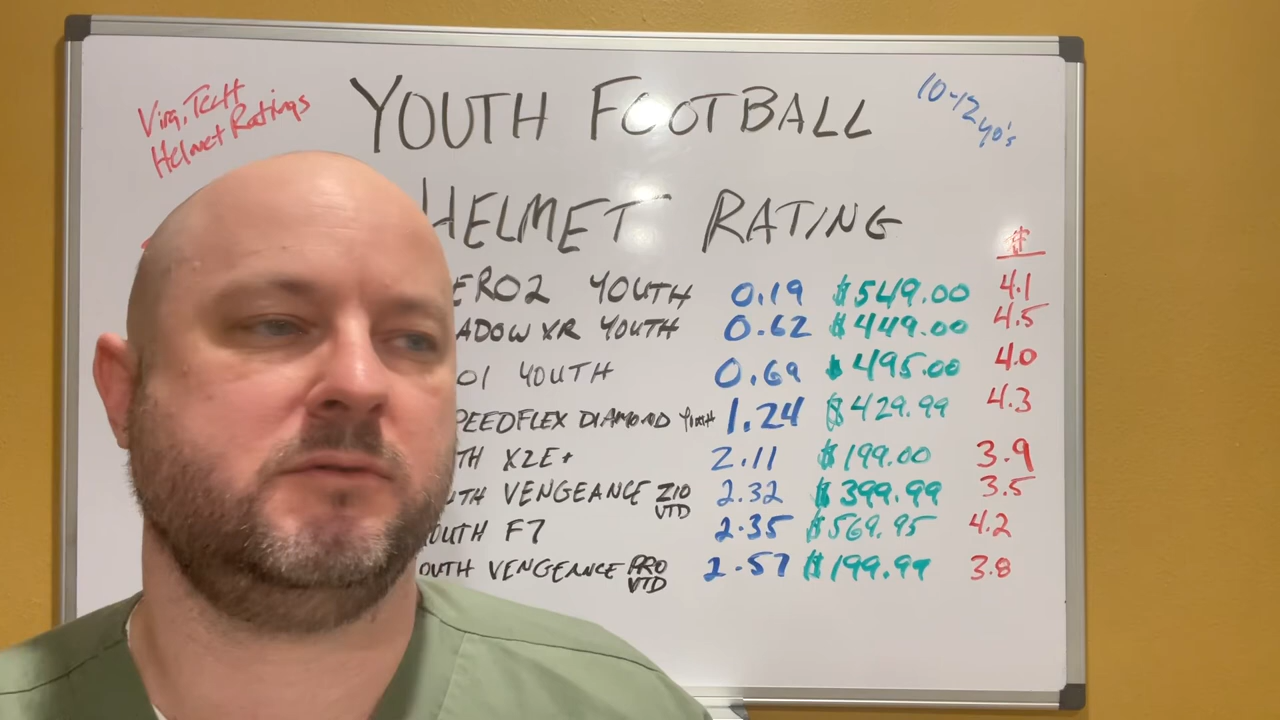 Virg. Tech
Helmet Ratings
YOUTH FOOTBALL
10-12
yo's
HELMET RATING
#
ERO2 YOUTH 0.19 $549.00 4.1
ADOW XR YOUTH 0.62 $449.00 4.5
01 YOUTH 0.69 $495.00 4.0
PEEDFLEX DIAMOND Youth 1.24 $429.99 4.3
TH X2E+ 2.11 $199.00 3.9
UTH VENGEANCE Z10 VTD 2.32 $399.99 3.5
OUTH F7 2.35 $569.95 4.2
OUTH VENGEANCE PRO VTD 2.57 $199.99 3.8